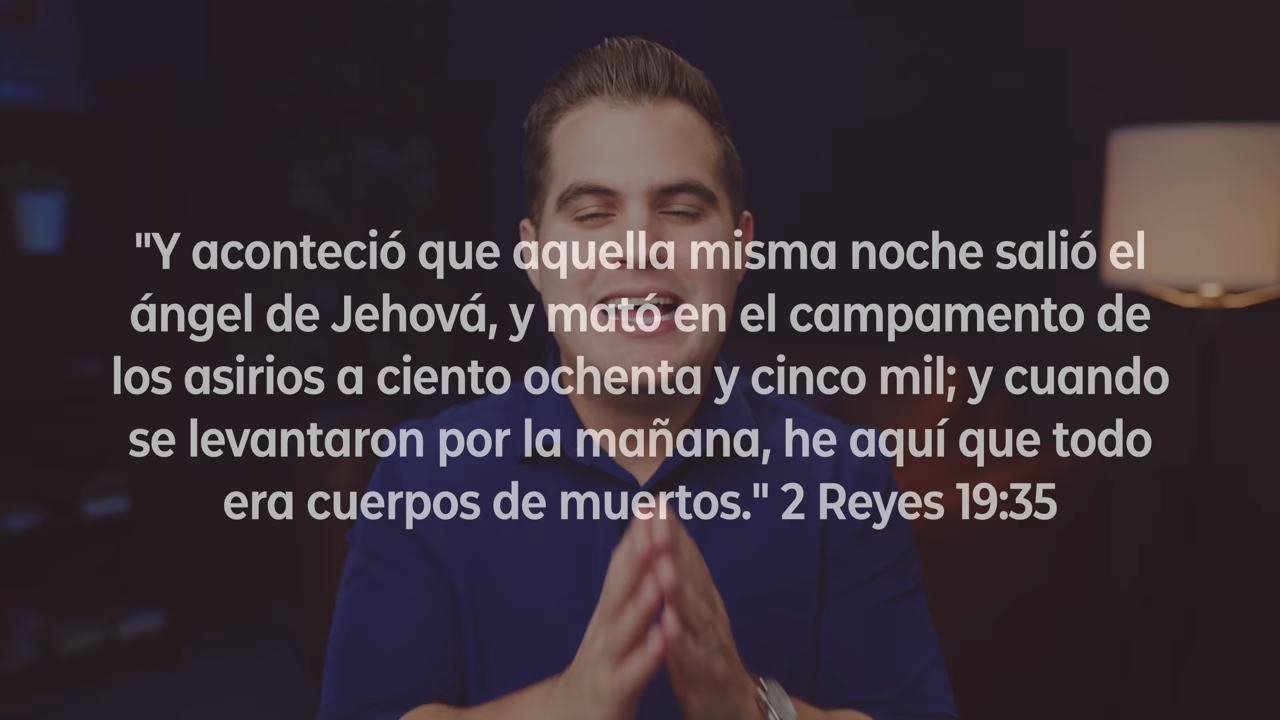 "Y aconteció que aquella misma noche salió el
ángel de Jehová, y mató en el campamento de
los asirios a ciento ochenta y cinco mil; y cuando
se levantaron por la mañana, he aquí que todo
era cuerpos de muertos." 2 Reyes 19:35